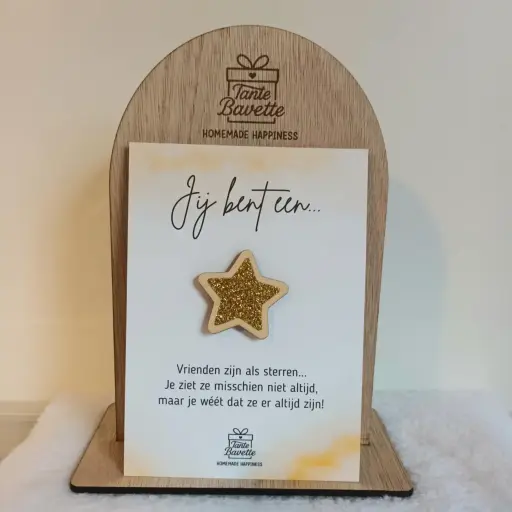 Tante
Bavette
HOMEMADE HAPPINESS
Jij bent een...
Vrienden zijn als sterren...
Je ziet ze misschien niet altijd,
maar je wéét dat ze er altijd zijn!
Tante
Bavette
HOMEMADE HAPPINESS